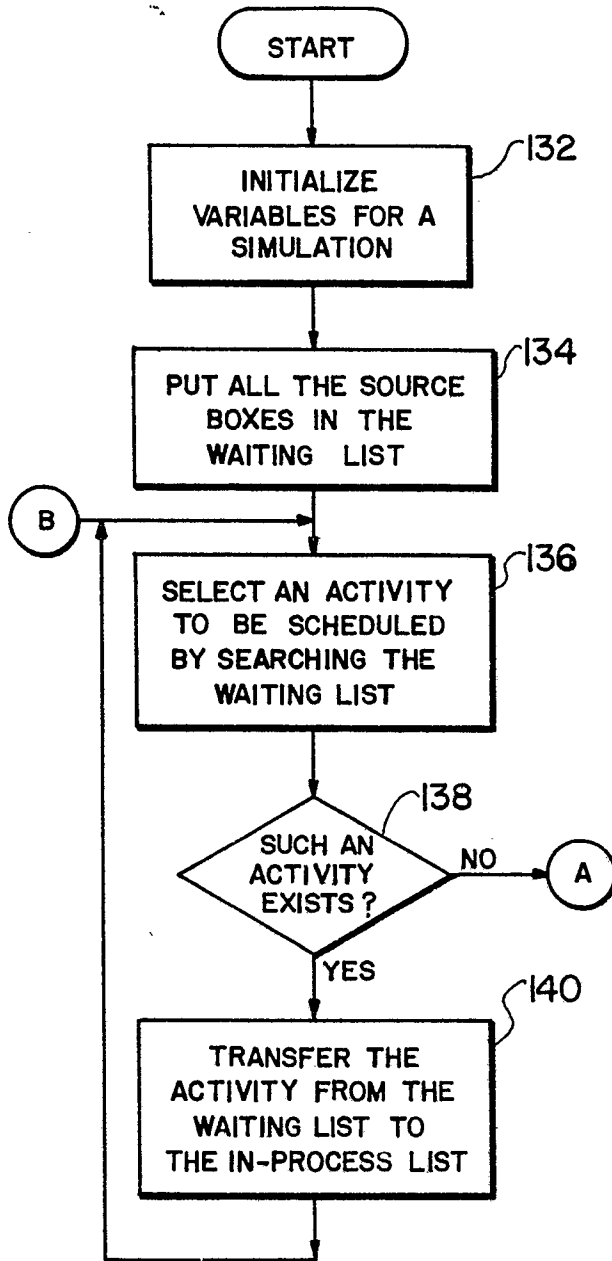 START
132
INITIALIZE
VARIABLES FOR A
SIMULATION
134
PUT ALL THE SOURCE
BOXES IN THE
WAITING LIST
B
136
SELECT AN ACTIVITY
TO BE SCHEDULED
BY SEARCHING THE
WAITING LIST
138
SUCH AN
ACTIVITY
EXISTS?
NO
A
YES
140
TRANSFER THE
ACTIVITY FROM THE
WAITING LIST TO
THE IN-PROCESS LIST